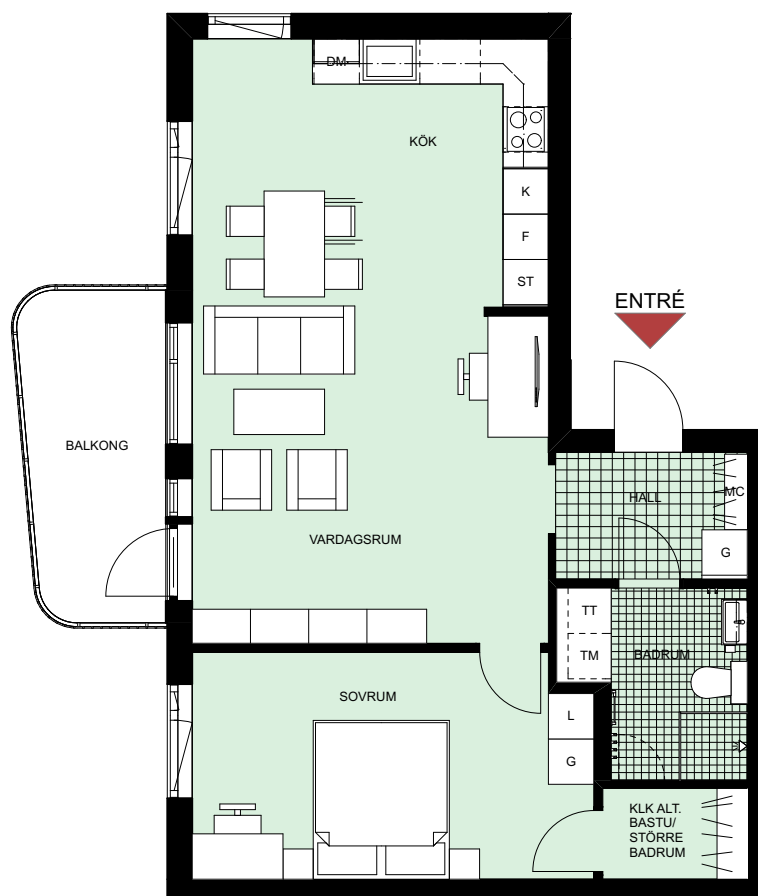 DM
KÖK
K
F
ST
ENTRÉ
BALKONG
HALL
MC
G
VARDAGSRUM
TT
TM
BADRUM
SOVRUM
L
G
KLK ALT.
BASTU/
STÖRRE
BADRUM